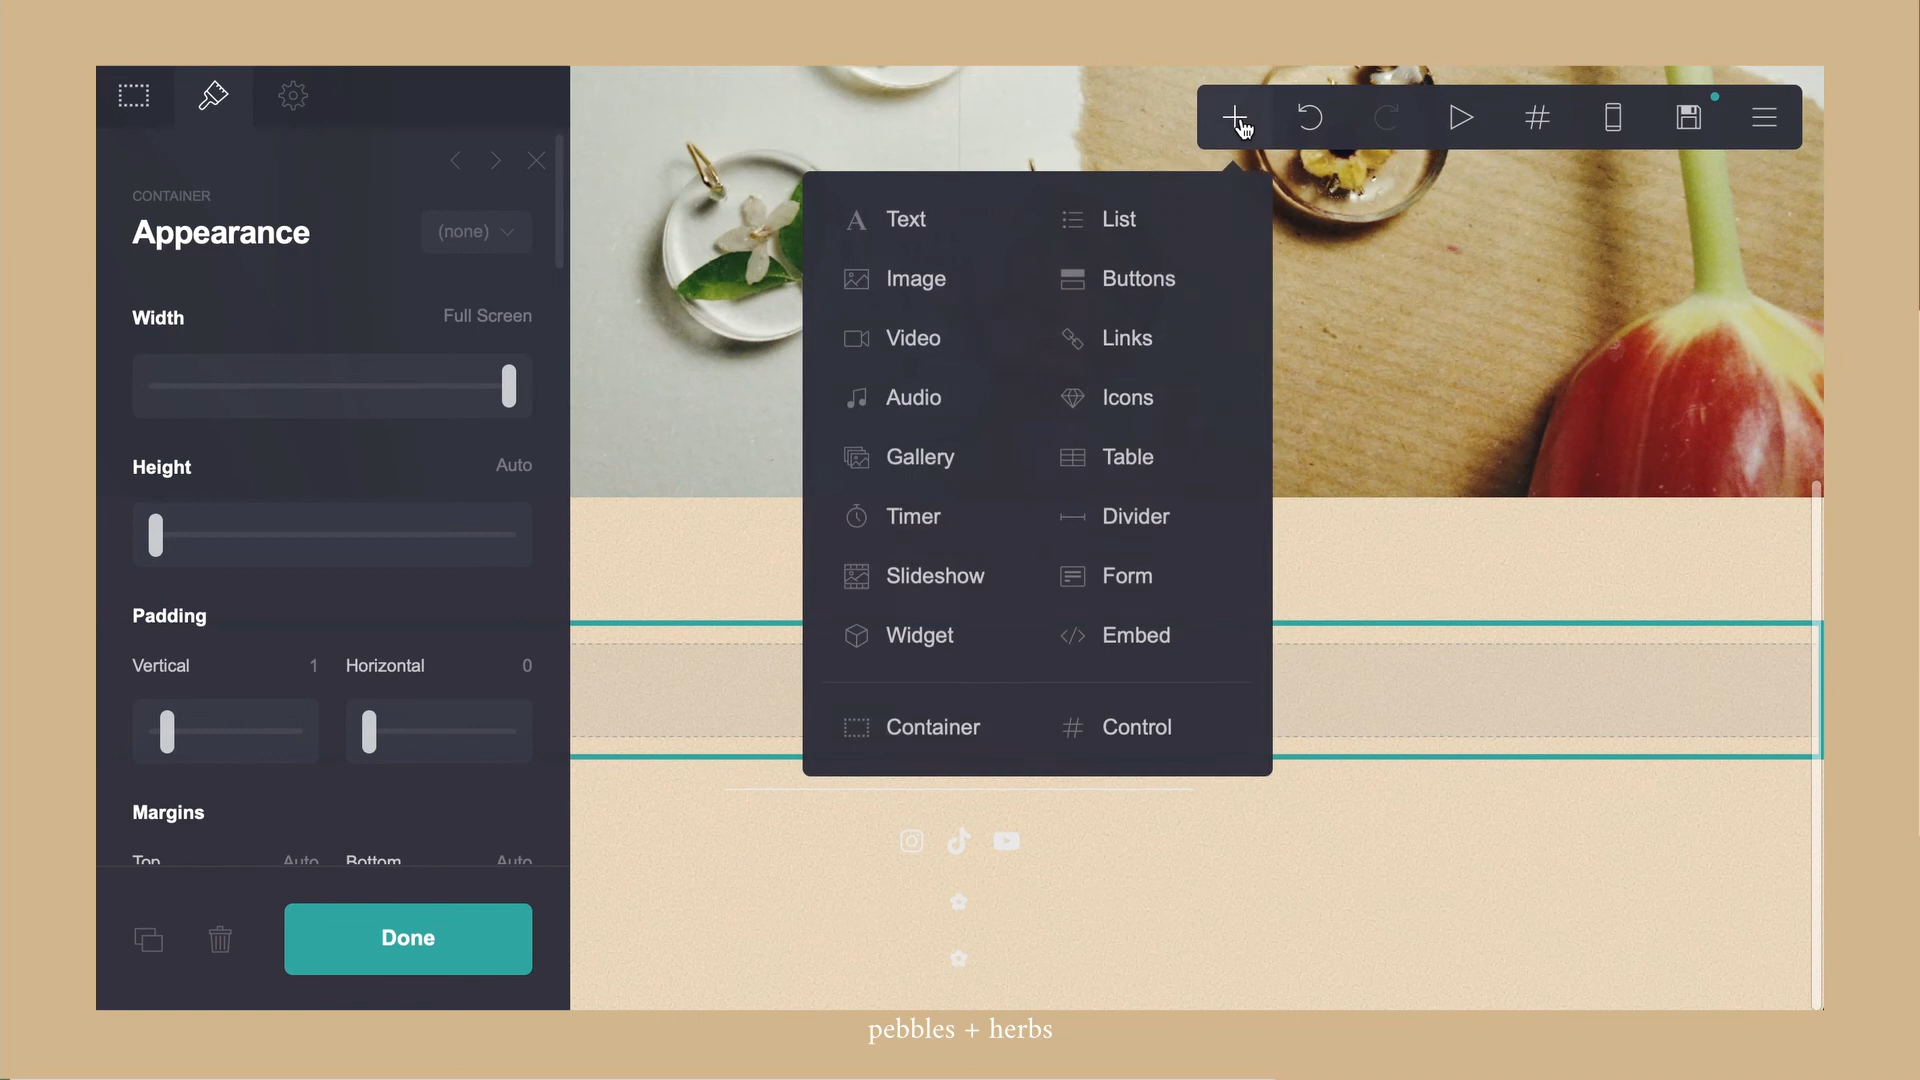 CONTAINER
Appearance
(none)
Width
Full Screen
Height
Auto
Padding
Vertical
1
Horizontal
0
Margins
Top
Auto
Bottom
Auto
Done
Text
List
Image
Buttons
Video
Links
Audio
Icons
Gallery
Table
Timer
Divider
Slideshow
Form
Widget
Embed
Container
Control
pebbles + herbs